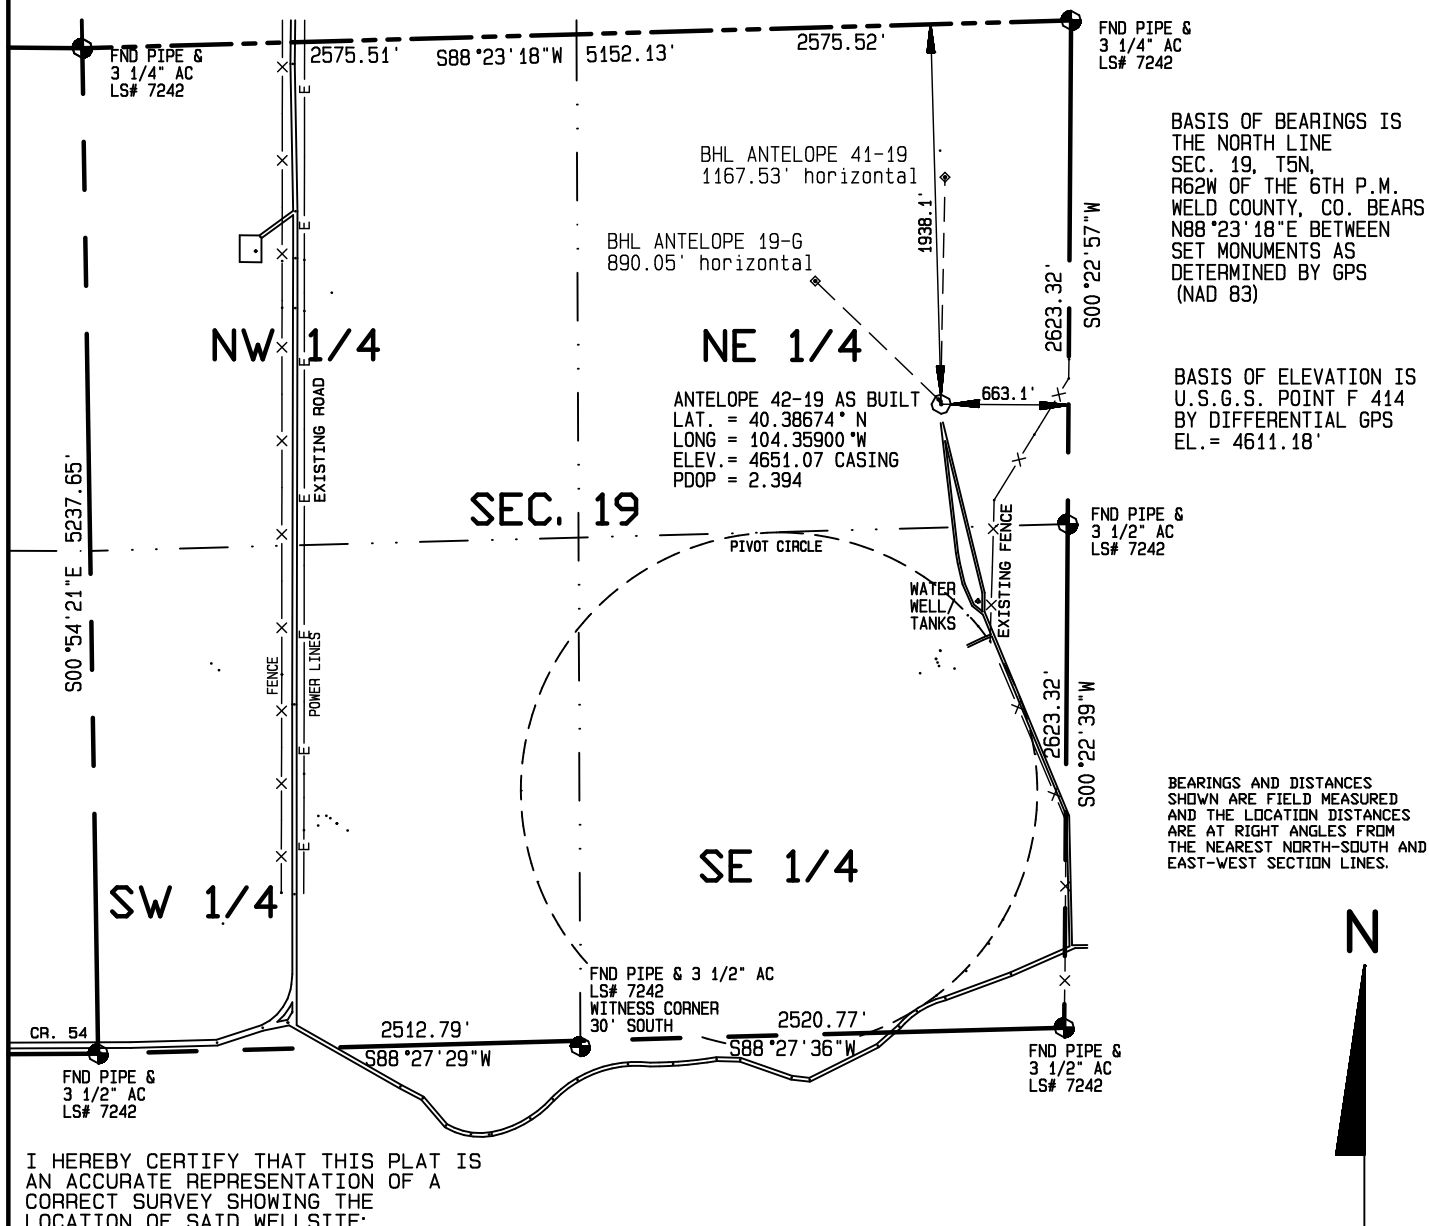 FND PIPE &
3 1/4" AC
LS# 7242
2575.51'
S88°23'18"W
5152.13'
2575.52'
FND PIPE &
3 1/4" AC
LS# 7242
BASIS OF BEARINGS IS
THE NORTH LINE
SEC. 19, T5N,
R62W OF THE 6TH P.M.
WELD COUNTY, CO. BEARS
N88°23'18"E BETWEEN
SET MONUMENTS AS
DETERMINED BY GPS
(NAD 83)
BHL ANTELOPE 41-19
1167.53' horizontal
BHL ANTELOPE 19-G
890.05' horizontal
1938.1'
2623.32'
S00°22'57"W
NW 1/4
NE 1/4
ANTELOPE 42-19 AS BUILT
LAT. = 40.38674° N
LONG = 104.35900°W
ELEV.= 4651.07 CASING
PDOP = 2.394
663.1'
BASIS OF ELEVATION IS
U.S.G.S. POINT F 414
BY DIFFERENTIAL GPS
EL.= 4611.18'
E
E
E
E
E
E
E
EXISTING ROAD
S00°54'21"E 5237.65'
SEC. 19
PIVOT CIRCLE
FND PIPE &
3 1/2" AC
LS# 7242
EXISTING FENCE
WATER
WELL/
TANKS
FENCE
POWER LINES
2623.32'
S00°22'39"W
BEARINGS AND DISTANCES
SHOWN ARE FIELD MEASURED
AND THE LOCATION DISTANCES
ARE AT RIGHT ANGLES FROM
THE NEAREST NORTH-SOUTH AND
EAST-WEST SECTION LINES.
SW 1/4
SE 1/4
N
FND PIPE & 3 1/2" AC
LS# 7242
WITNESS CORNER
30' SOUTH
CR. 54
2512.79'
S88°27'29"W
2520.77'
S88°27'36"W
FND PIPE &
3 1/2" AC
LS# 7242
FND PIPE &
3 1/2" AC
LS# 7242
I HEREBY CERTIFY THAT THIS PLAT IS
AN ACCURATE REPRESENTATION OF A
CORRECT SURVEY SHOWING THE
LOCATION OF SAID WELLSITE: